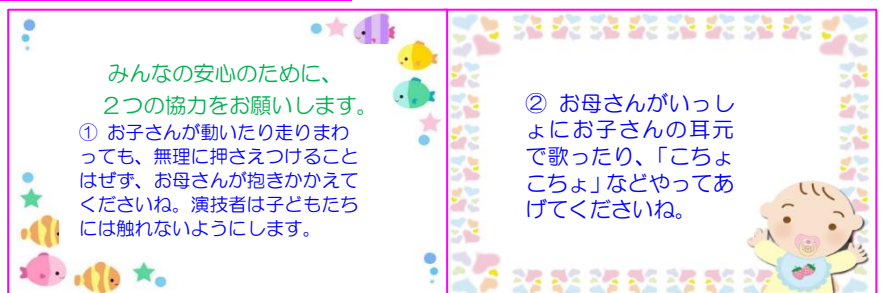 みんなの安心のために、
２つの協力をお願いします。
① お子さんが動いたり走りまわ
っても、無理に押さえつけること
はぜず、お母さんが抱きかかえて
くださいね。演技者は子どもたち
には触れないようにします。
② お母さんがいっし
ょにお子さんの耳元
で歌ったり、「こちょ
こちょ」などやってあ
げてくださいね。